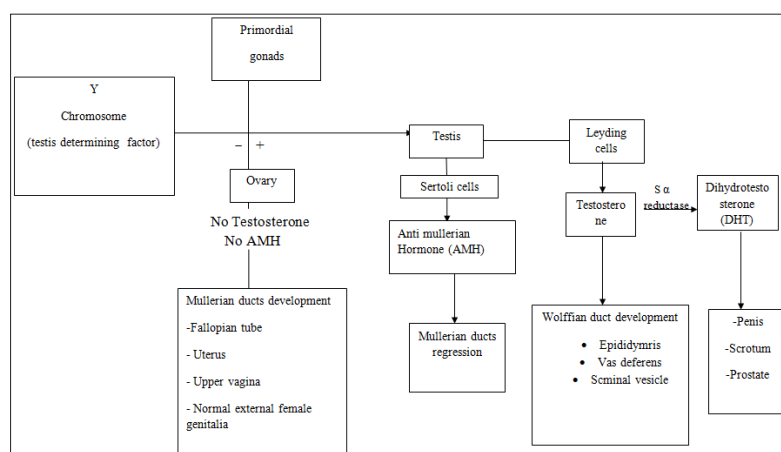 Primordial
gonads
Y
Chromosome
(testis determining factor)
– +
Testis
Leyding
cells
Ovary
Sertoli cells
No Testosterone
No AMH
Testostero
ne
S α
reductase
Dihydrotesto
sterone
(DHT)
Anti mullerian
Hormone (AMH)
Mullerian ducts development
-Fallopian tube
- Uterus
- Upper vagina
- Normal external female
genitalia
Mullerian ducts
regression
Wolffian duct development
• Epididymris
• Vas deferens
• Scminal vesicle
-Penis
-Scrotum
-Prostate